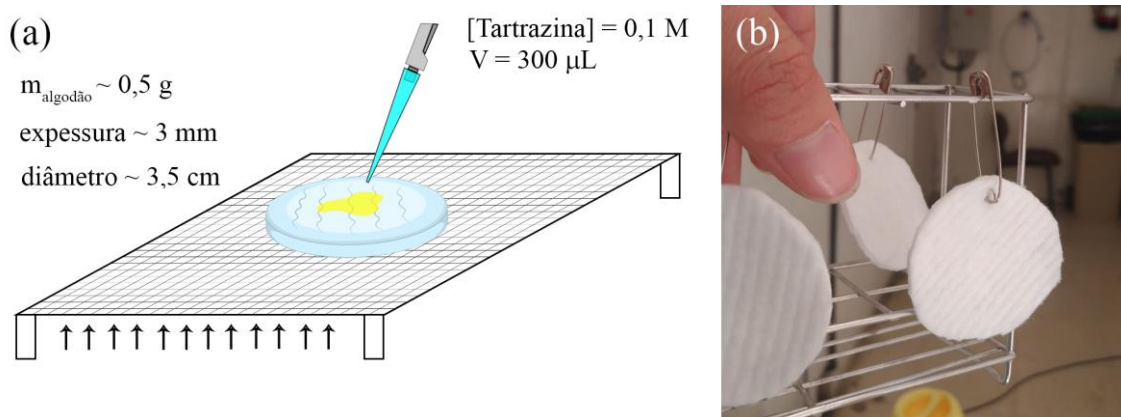 (a)
[Tartrazina] = 0,1 M
V = 300 μL
m_algodão ~ 0,5 g
expessura ~ 3 mm
diâmetro ~ 3,5 cm
(b)